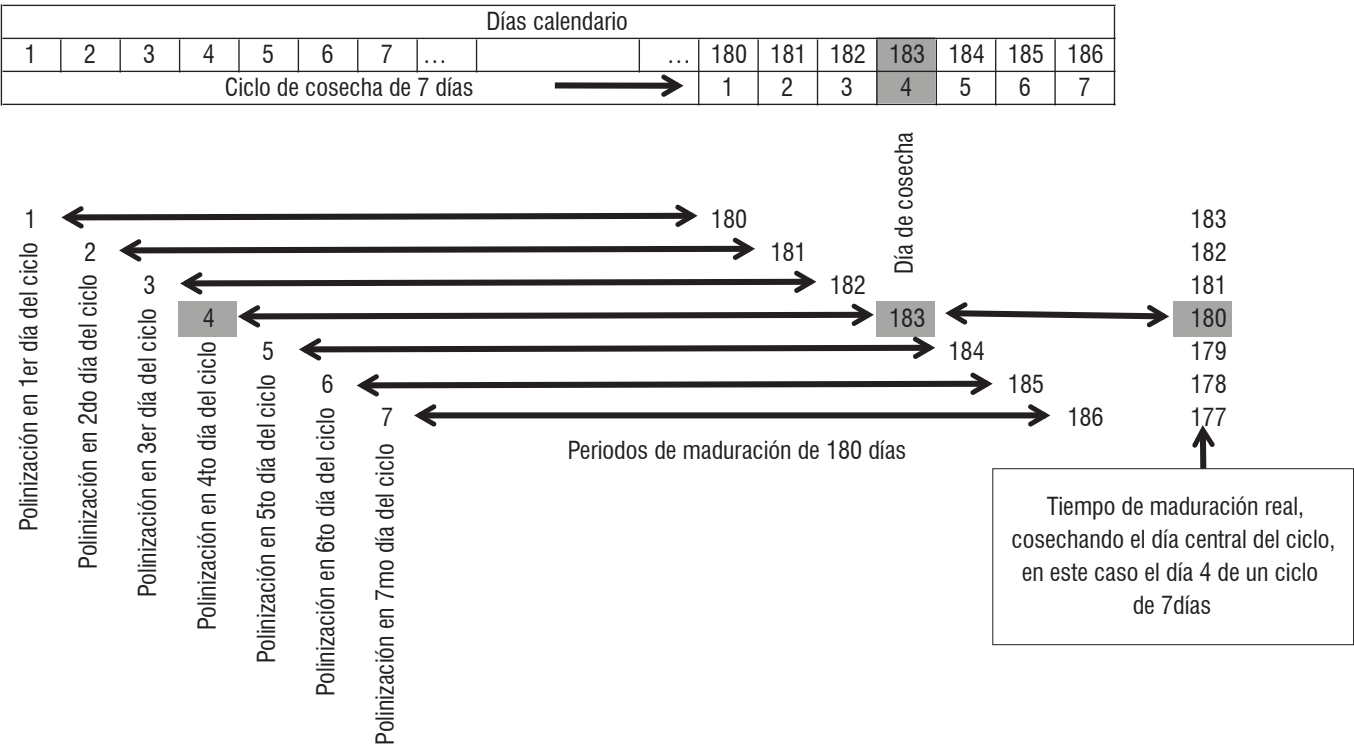 Días calendario
1 2 3 4 5 6 7 ... ... 180 181 182 183 184 185 186
Ciclo de cosecha de 7 días 1 2 3 4 5 6 7
Día de cosecha
1 180 183
2 181 182
3 182 181
4 183 180
5 184 179
6 185 178
7 186 177
Polinización en 1er día del ciclo
Polinización en 2do día del ciclo
Polinización en 3er día del ciclo
Polinización en 4to día del ciclo
Polinización en 5to día del ciclo
Polinización en 6to día del ciclo
Polinización en 7mo día del ciclo
Periodos de maduración de 180 días
Tiempo de maduración real,
cosechando el día central del ciclo,
en este caso el día 4 de un ciclo
de 7días